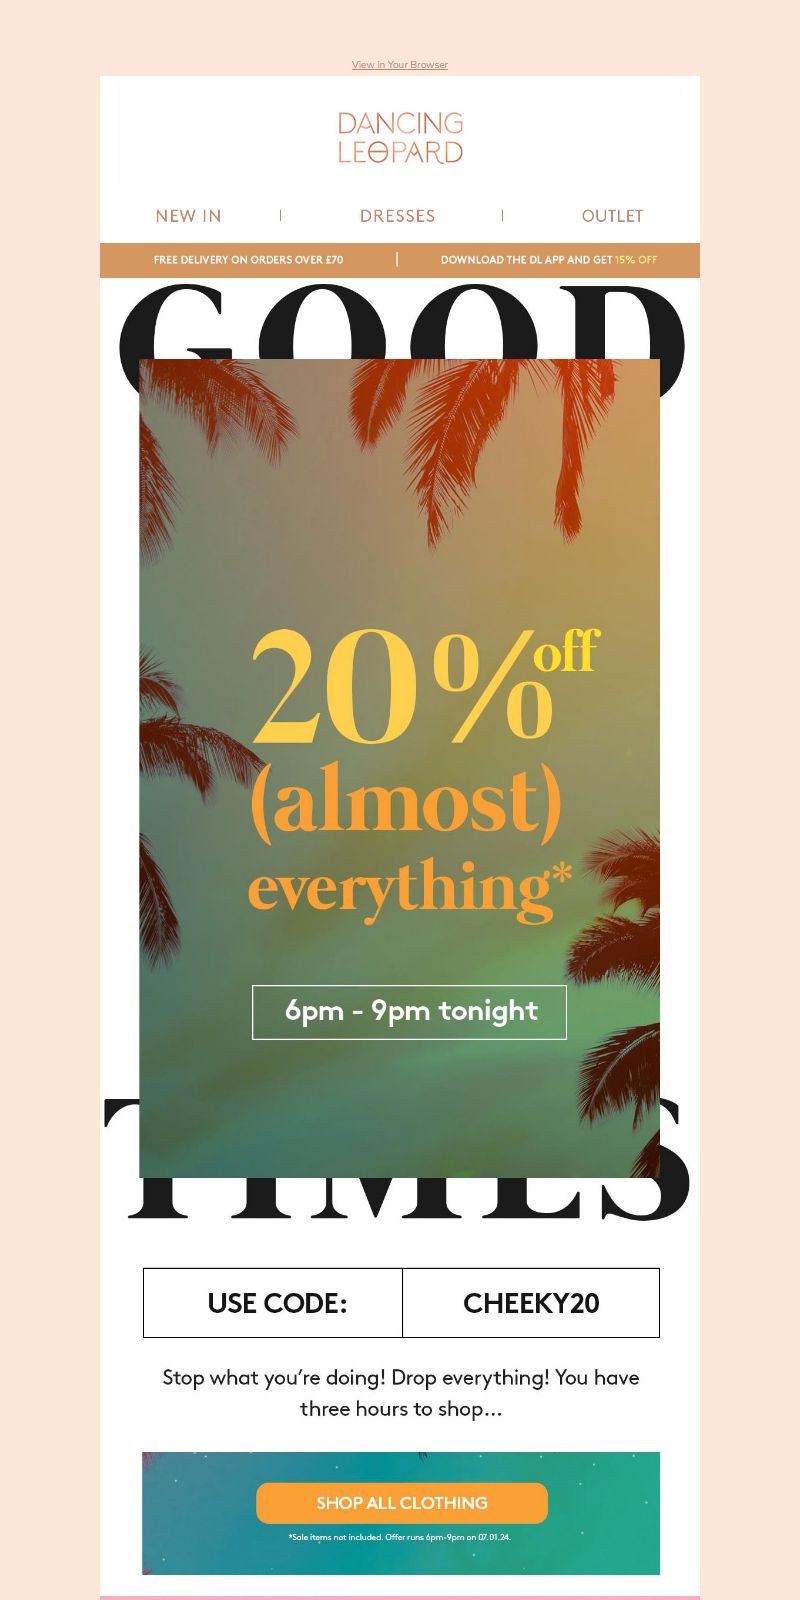 View in Your Browser
DANCING
LEOPARD
NEW IN | DRESSES | OUTLET
FREE DELIVERY ON ORDERS OVER £70 | DOWNLOAD THE DL APP AND GET 15% OFF
GOOD
20% off
(almost)
everything*
6pm - 9pm tonight
TIMES
USE CODE: CHEEKY20
Stop what you’re doing! Drop everything! You have
three hours to shop...
SHOP ALL CLOTHING
*Sale items not included. Offer runs 6pm-9pm on 07.01.24.